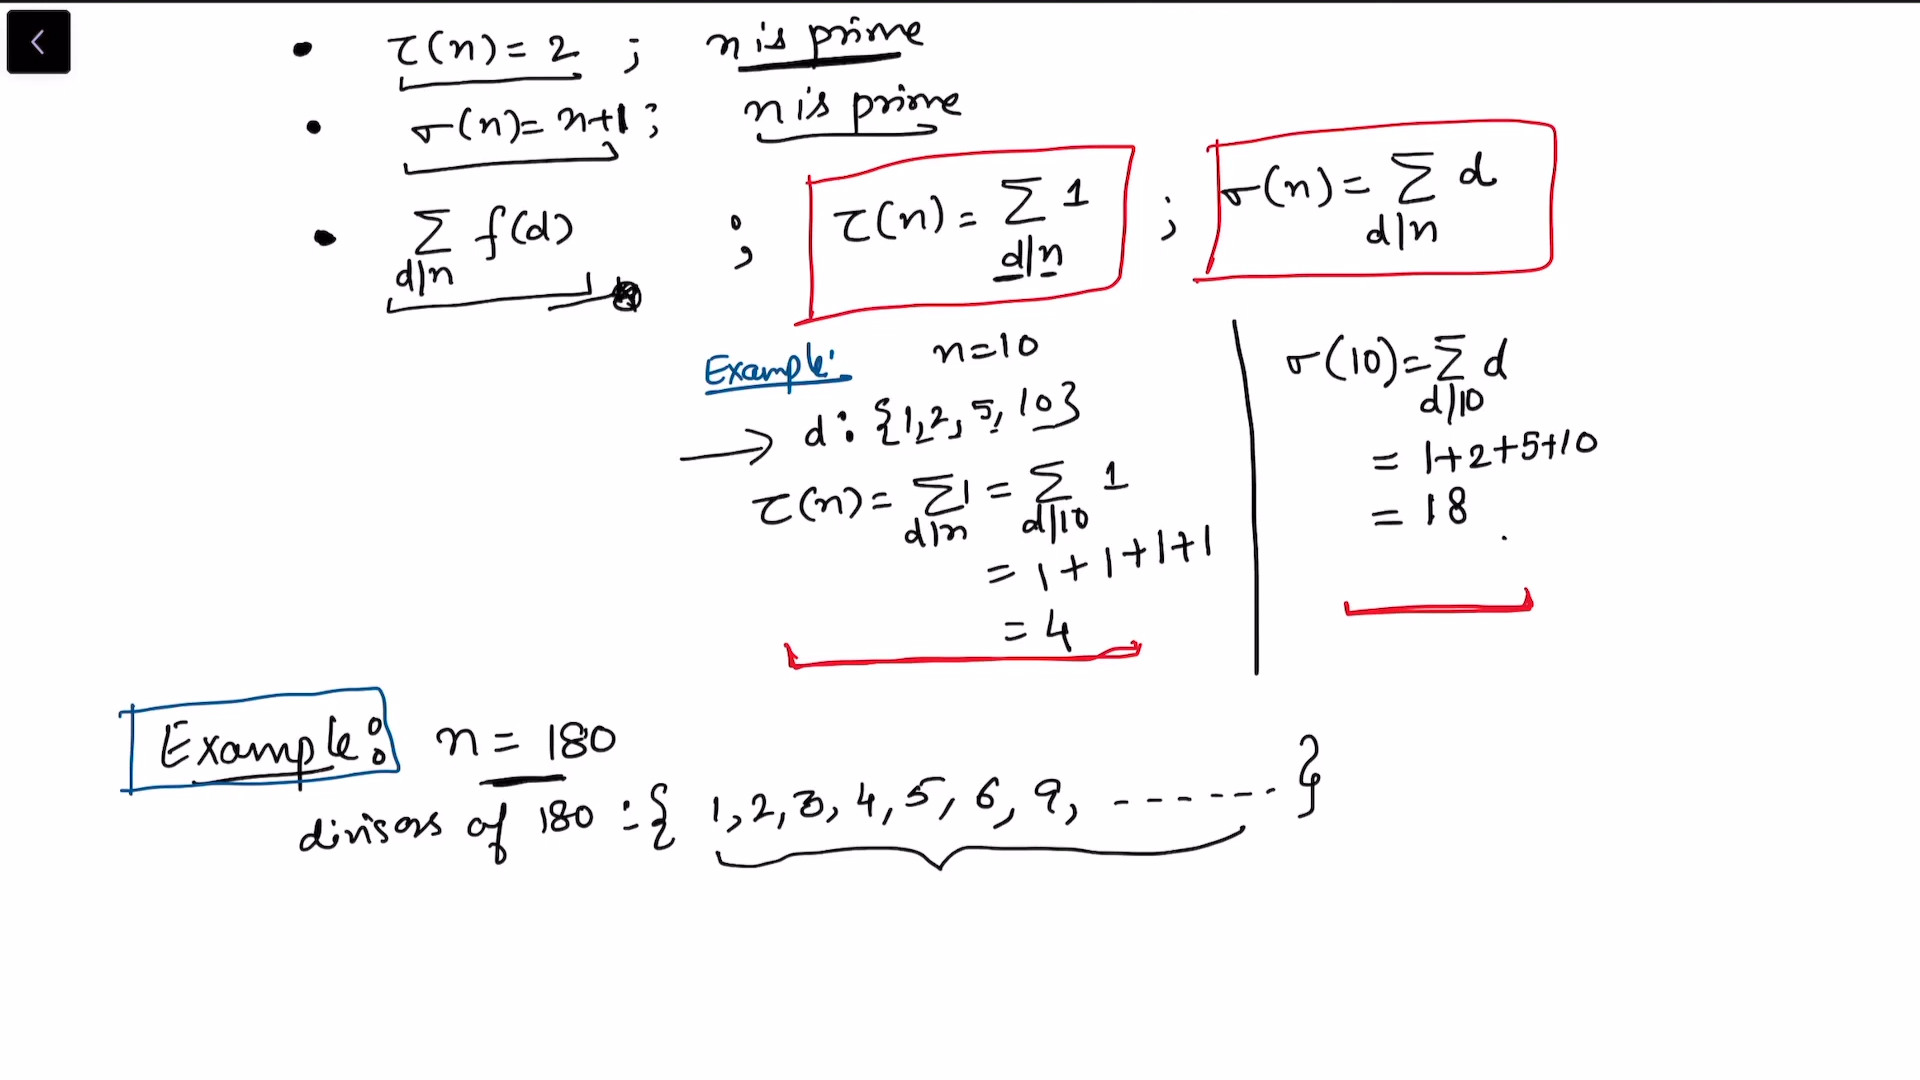 • τ(n) = 2 ; n is prime
• σ(n) = n+1 ; n is prime
• ∑ f(d) ; τ(n) = ∑ 1 ; σ(n) = ∑ d
d|n d|n d|n
Example: n=10
d: {1,2,5,10}
τ(n) = ∑ 1 = ∑ 1
d|n d|10
= 1+1+1+1
= 4
σ(10) = ∑ d
d|10
= 1+2+5+10
= 18
Example: n = 180
divisors of 180 :{ 1,2,3,4,5,6,9, ------- }